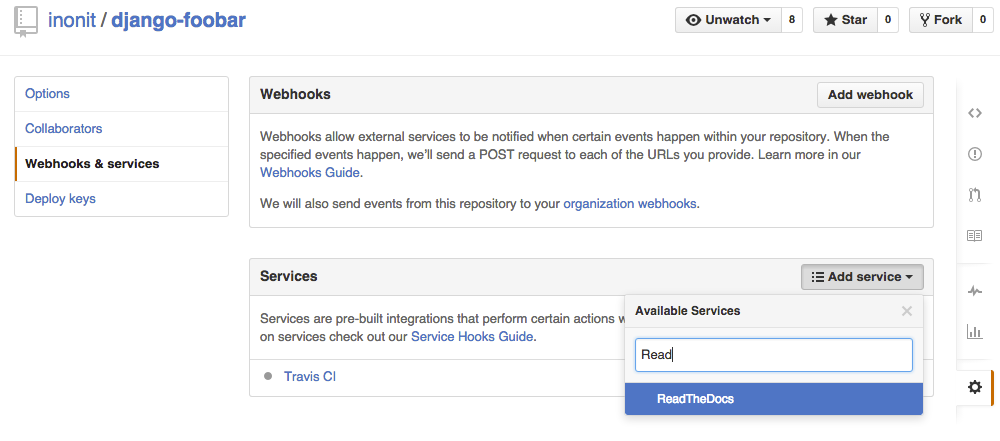 inonit / django-foobar
Unwatch 8
Star 0
Fork 0
Options
Collaborators
Webhooks & services
Deploy keys
Webhooks
Add webhook
Webhooks allow external services to be notified when certain events happen within your repository. When the
specified events happen, we'll send a POST request to each of the URLs you provide. Learn more in our
Webhooks Guide.
We will also send events from this repository to your organization webhooks.
Services
Add service
Services are pre-built integrations that perform certain actions
on services check out our Service Hooks Guide.
Travis CI
Available Services
Read
ReadTheDocs